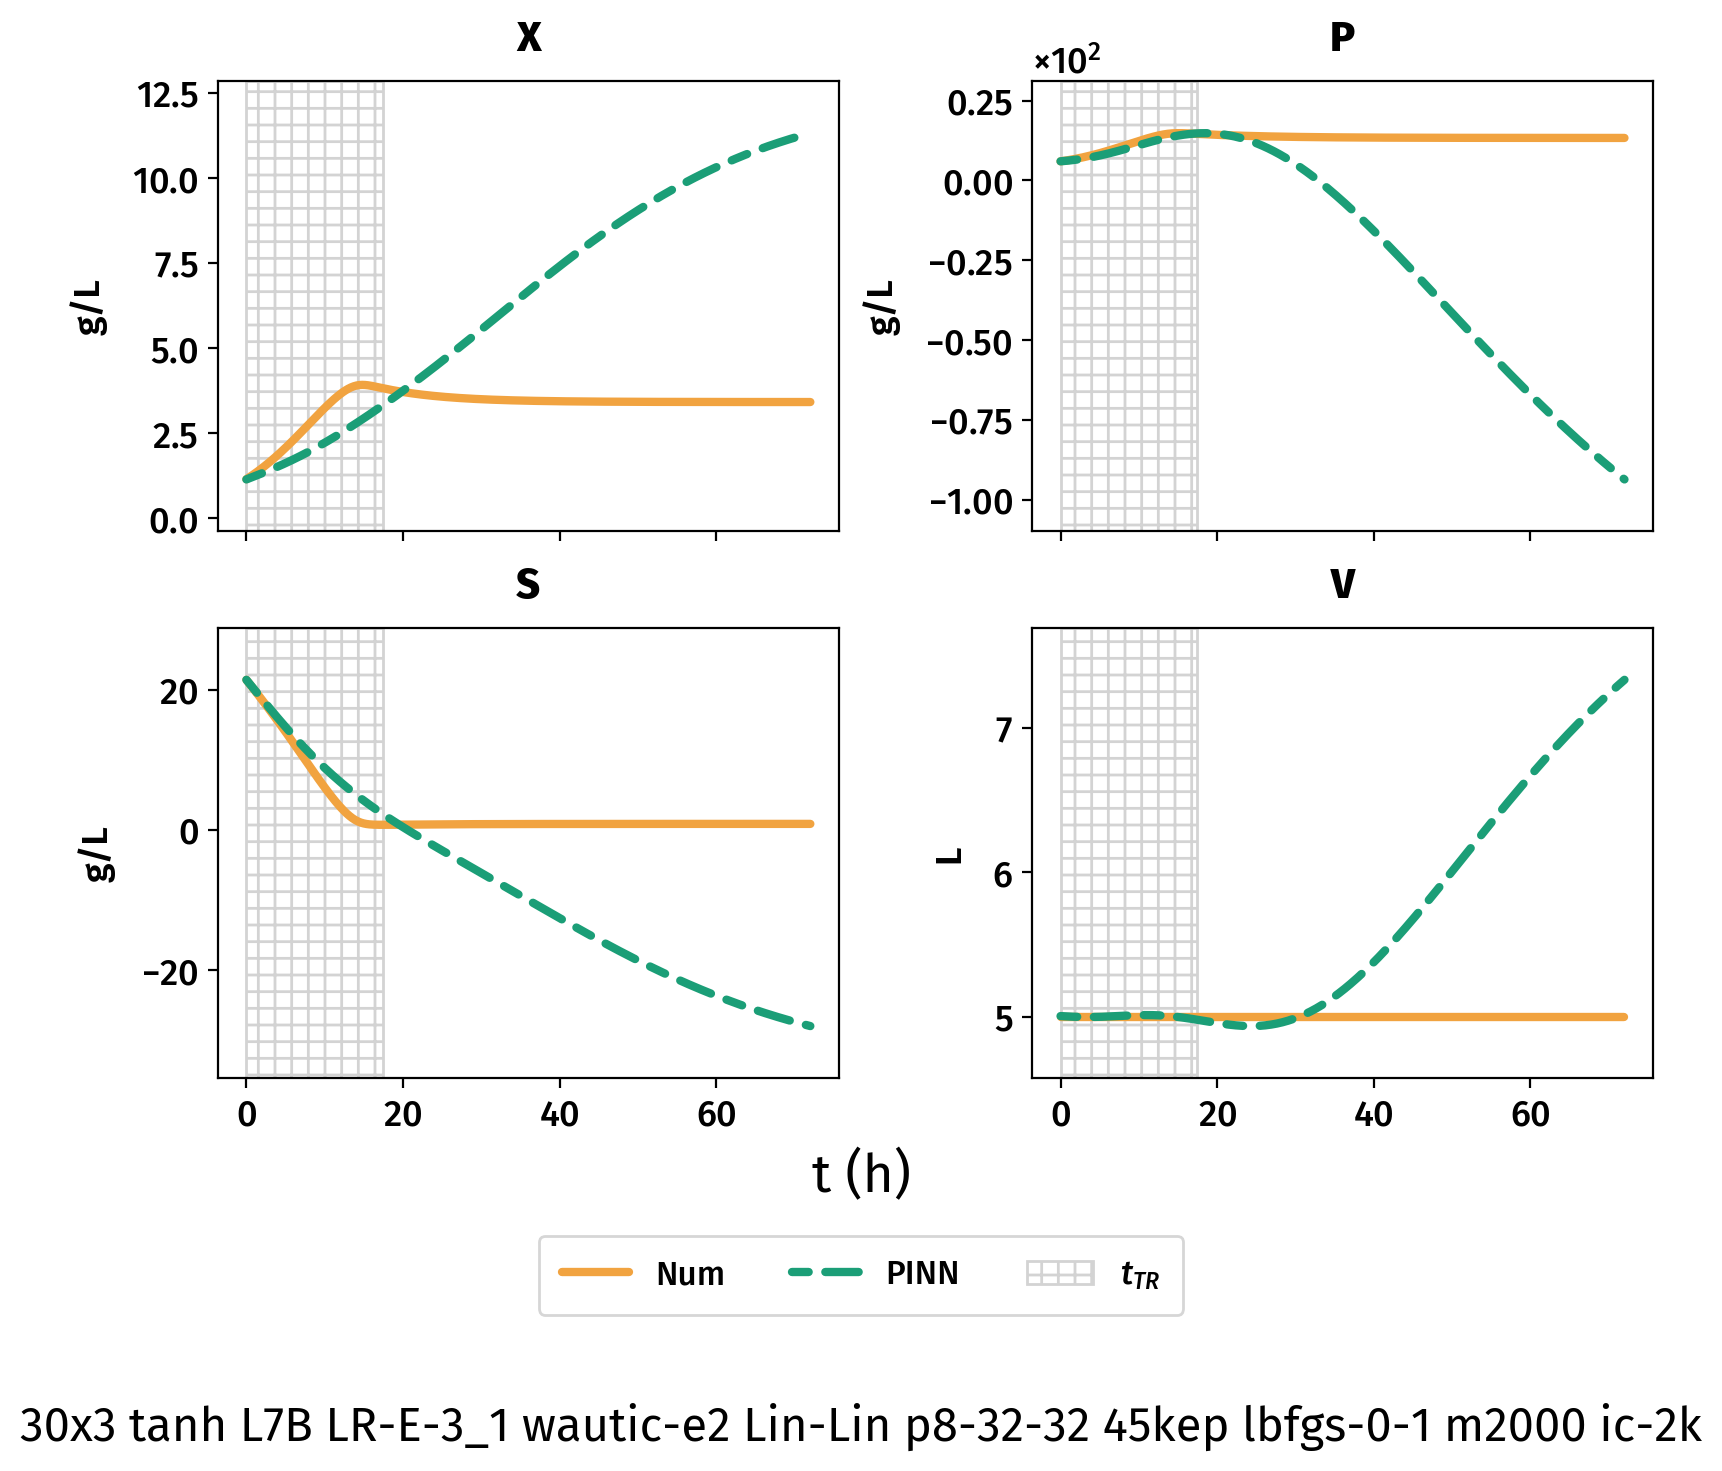 X
12.5
10.0
7.5
5.0
2.5
0.0
g/L
P
×10²
0.25
0.00
−0.25
−0.50
−0.75
−1.00
g/L
S
20
0
−20
g/L
0 20 40 60
V
7
6
5
L
0 20 40 60
t (h)
Num PINN t_TR
30x3 tanh L7B LR-E-3_1 wautic-e2 Lin-Lin p8-32-32 45kep lbfgs-0-1 m2000 ic-2k